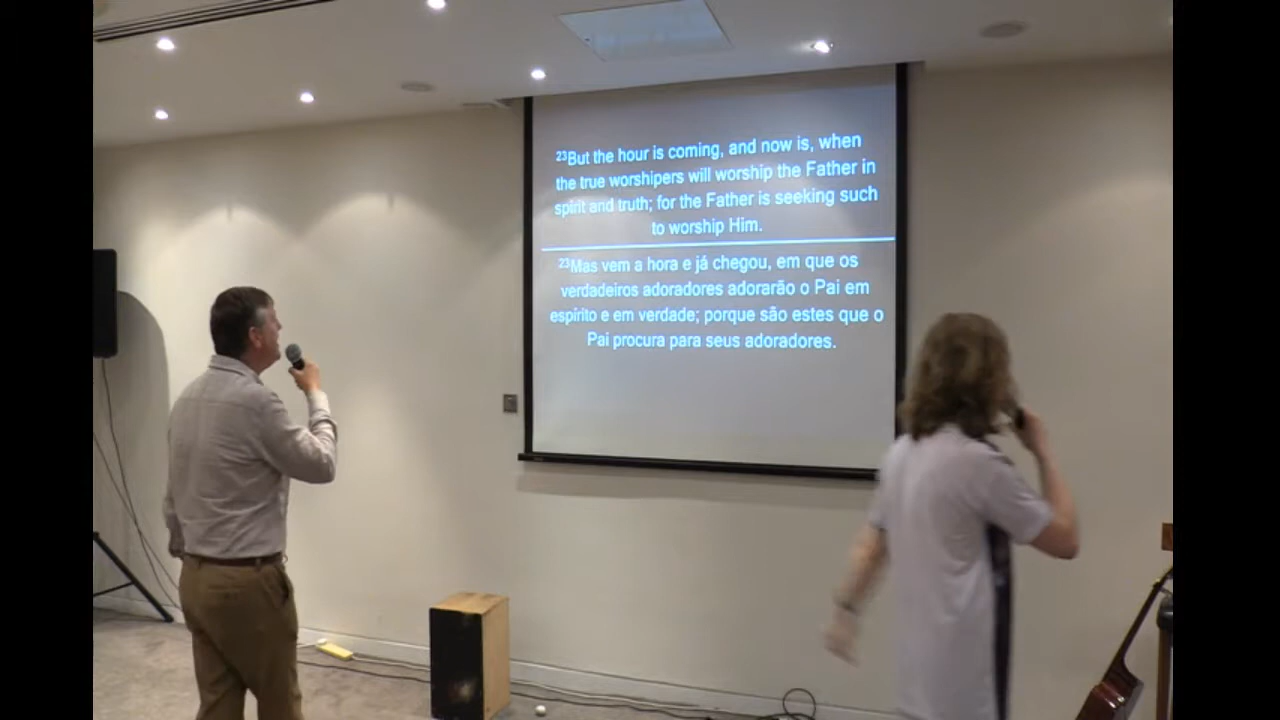 23But the hour is coming, and now is, when
the true worshipers will worship the Father in
spirit and truth; for the Father is seeking such
to worship Him.
23Mas vem a hora e já chegou, em que os
verdadeiros adoradores adorarão o Pai em
espírito e em verdade; porque são estes que o
Pai procura para seus adoradores.